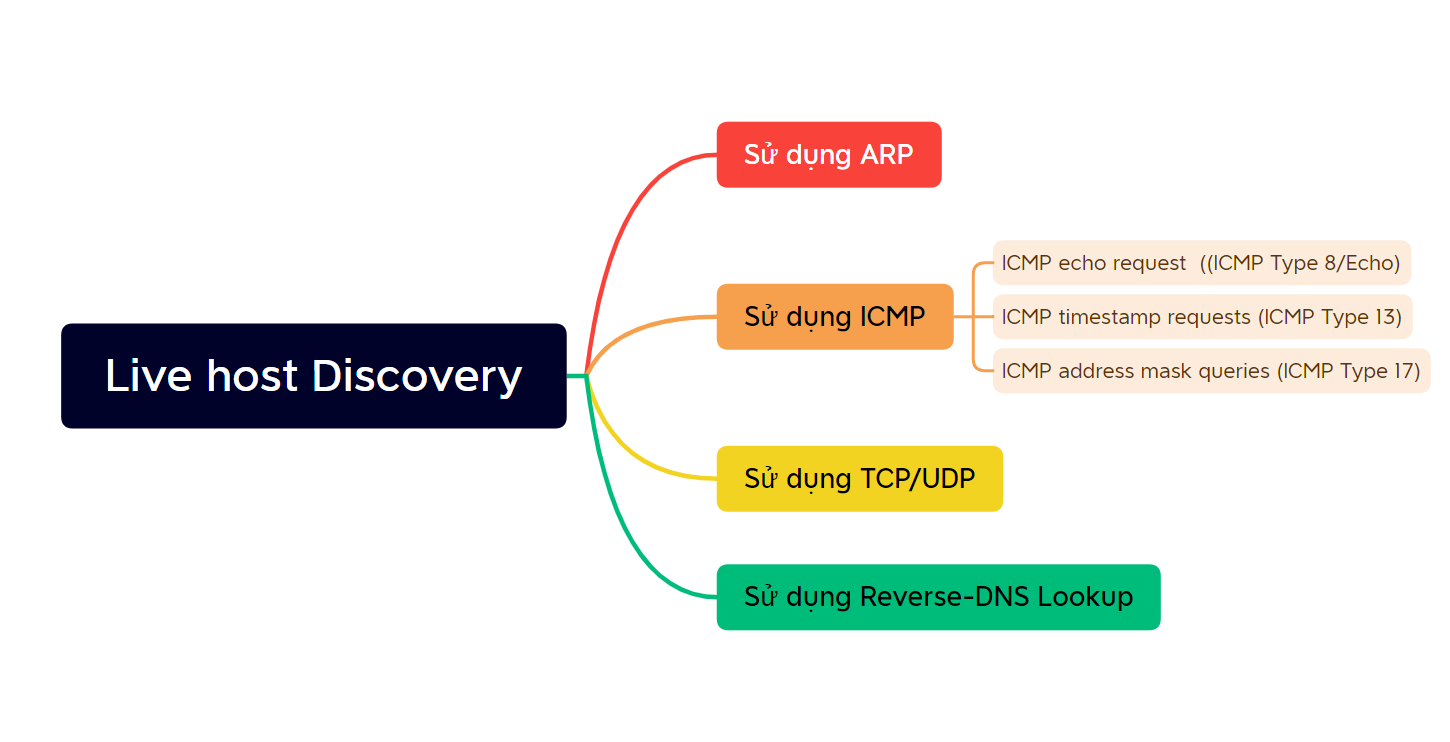 Live host Discovery
Sử dụng ARP
Sử dụng ICMP
ICMP echo request  ((ICMP Type 8/Echo)
ICMP timestamp requests (ICMP Type 13)
ICMP address mask queries (ICMP Type 17)
Sử dụng TCP/UDP
Sử dụng Reverse-DNS Lookup